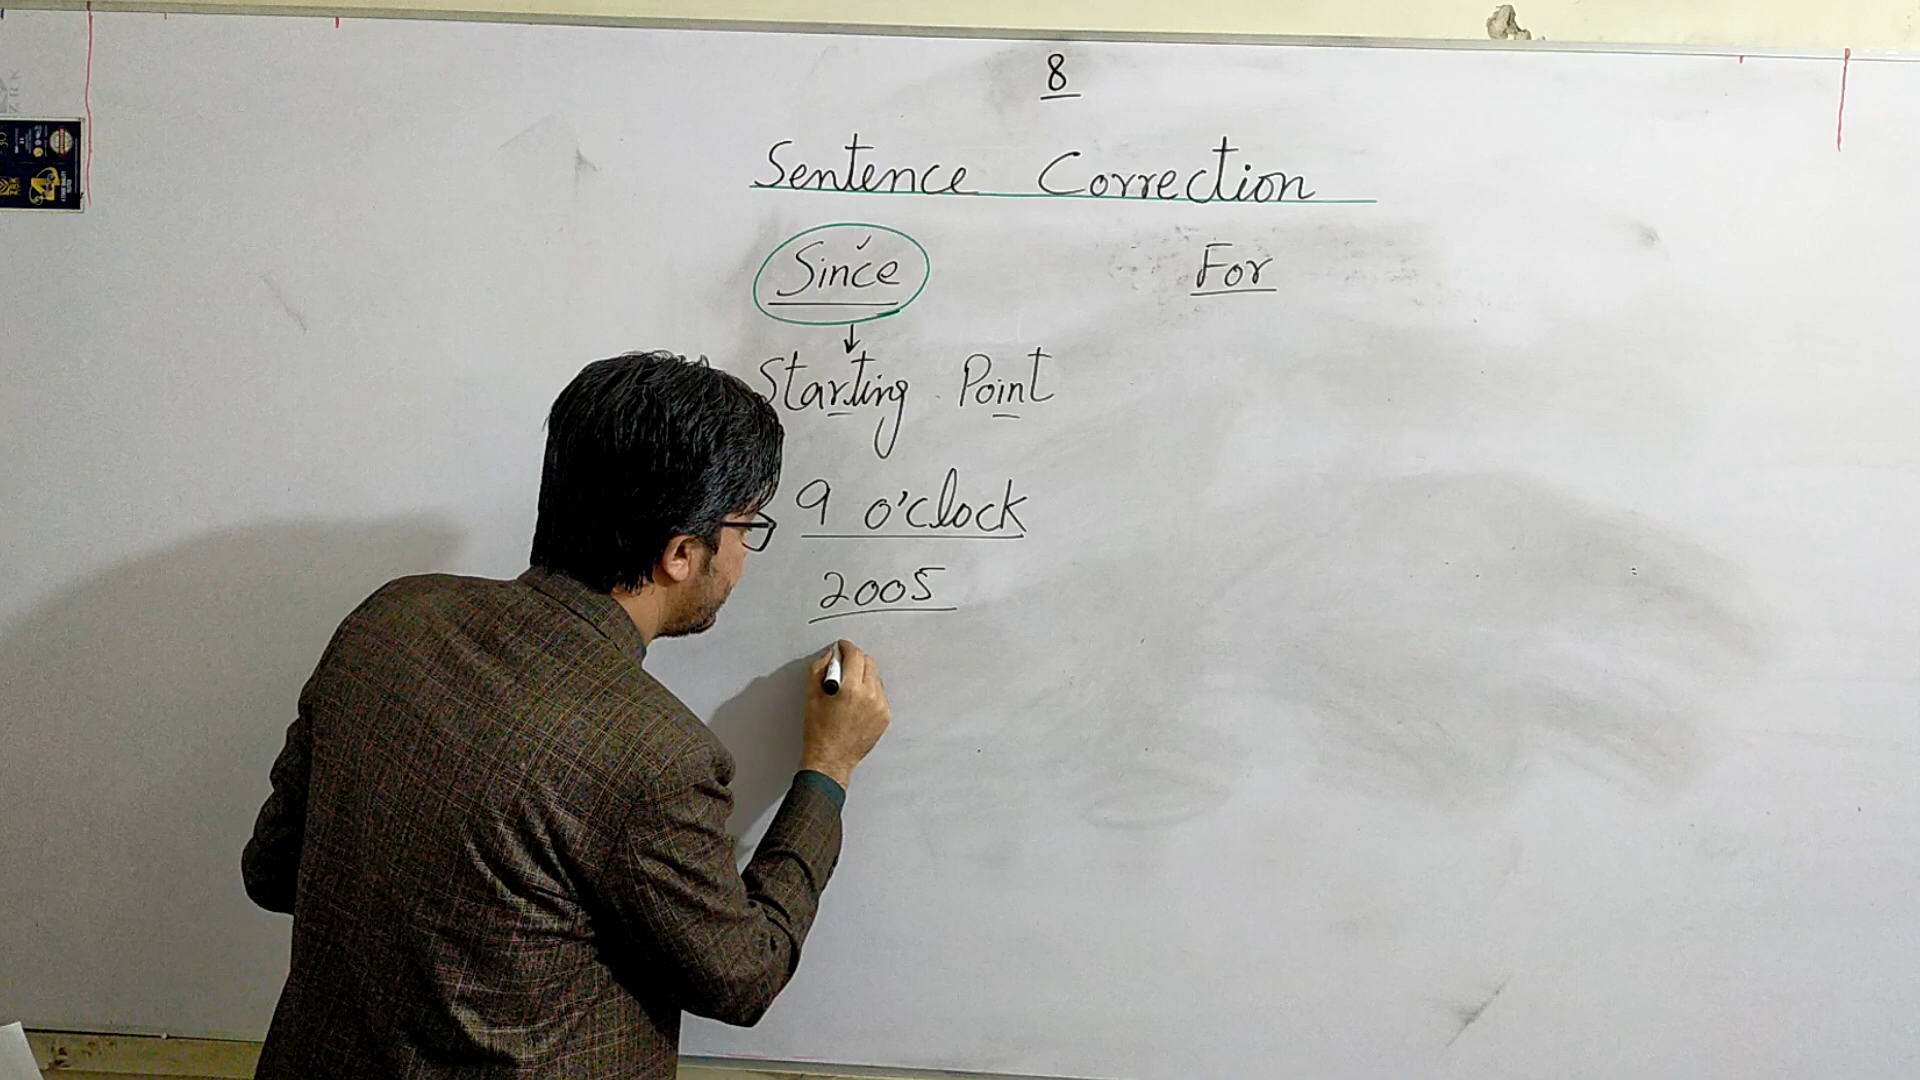 8
Sentence Correction
Since For
Starting Point
9 o'clock
2005